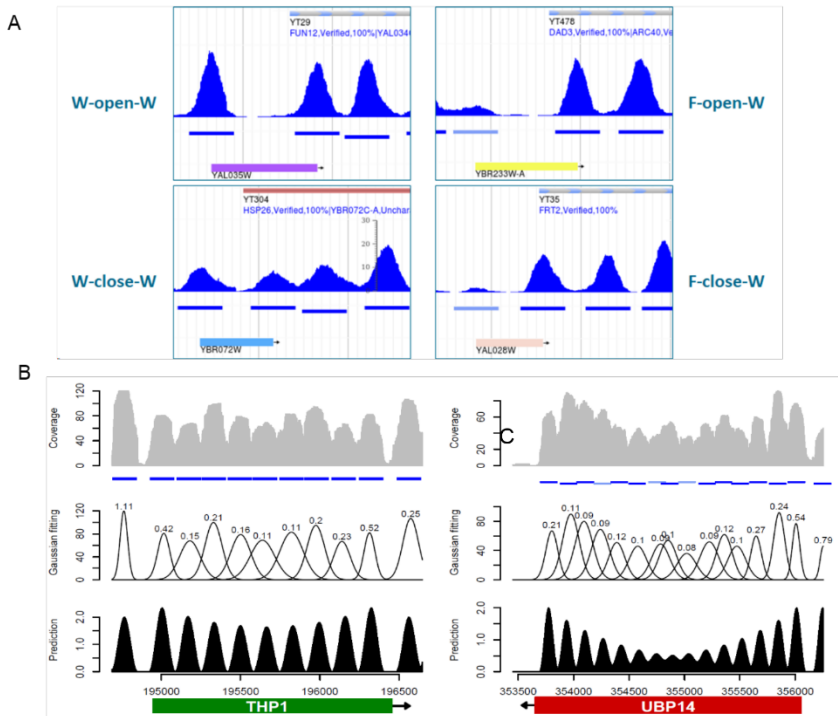 A
YT29
FUN12,Verified,100%|YAL034C
W-open-W
YAL035W
YT478
DAD3,Verified,100%|ARC40,Ve
F-open-W
YBR233W-A
YT304
HSP26,Verified,100%|YBR072C-A,Unchar
30
20
10
0
W-close-W
YBR072W
YT35
FRT2,Verified,100%
F-close-W
YAL028W
B
Coverage
0 40 80 120
Coverage
0 20 60
C
Gaussian fitting
0 40 80 120
1.11 0.42 0.15 0.21 0.16 0.11 0.11 0.2 0.23 0.52 0.25
Gaussian fitting
0 40 80
0.21 0.11 0.09 0.09 0.12 0.1 0.1 0.08 0.09 0.12 0.1 0.27 0.24 0.54 0.79
Prediction
0.0 1.0 2.0
195000 195500 196000 196500
THP1
Prediction
0.0 1.0 2.0
353500 354000 354500 355000 355500 356000
UBP14